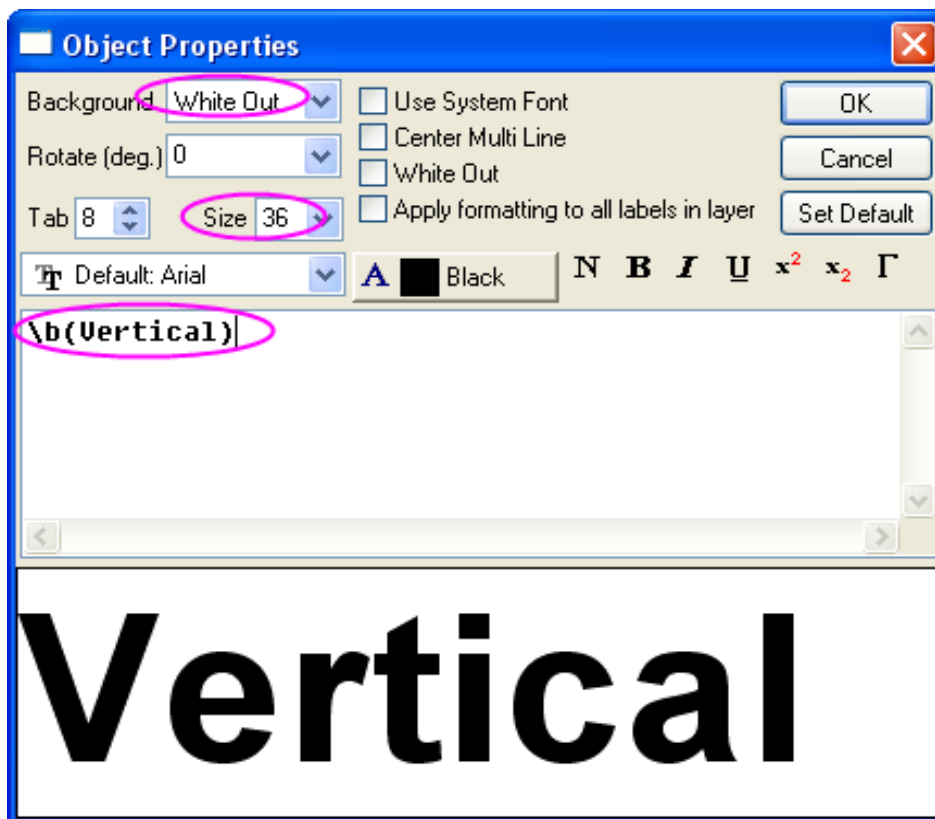 Object Properties
Background White Out
Use System Font
OK
Center Multi Line
Rotate (deg.) 0
Cancel
White Out
Tab 8 Size 36
Apply formatting to all labels in layer
Set Default
Default: Arial
A Black N B I U x² x₂ Γ
\b(Vertical)
Vertical